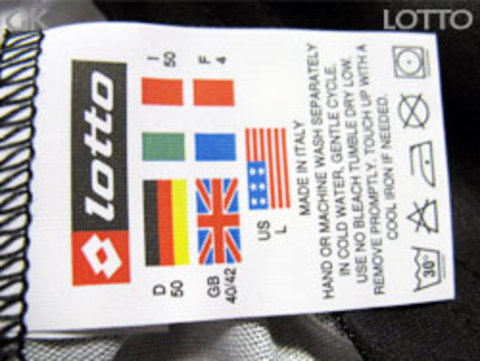 GK
LOTTO
lotto
I
50
F
4
D
50
GB
40/42
US
L
MADE IN ITALY
HAND OR MACHINE WASH SEPARATELY
IN COLD WATER, GENTLE CYCLE.
USE NO BLEACH TUMBLE DRY LOW.
REMOVE PROMPTLY, TOUCH UP WITH A
COOL IRON IF NEEDED.
30°